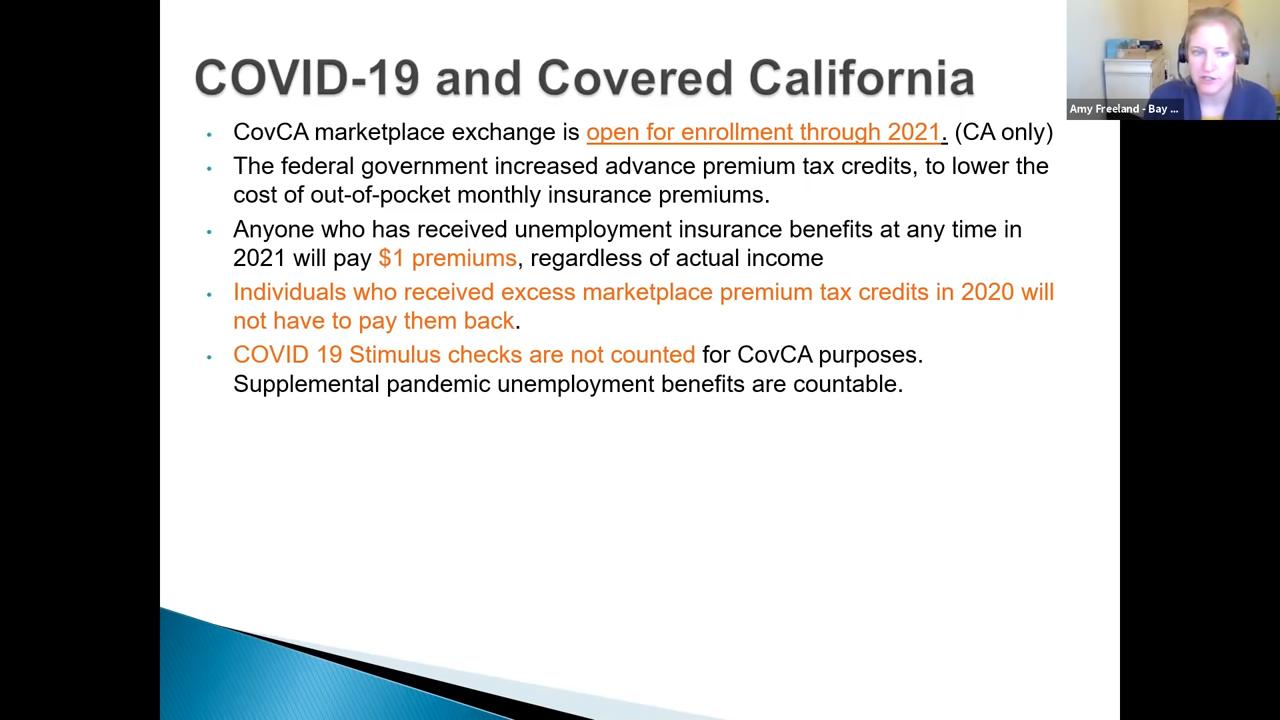 COVID-19 and Covered California
• CovCA marketplace exchange is open for enrollment through 2021. (CA only)
• The federal government increased advance premium tax credits, to lower the
cost of out-of-pocket monthly insurance premiums.
• Anyone who has received unemployment insurance benefits at any time in
2021 will pay $1 premiums, regardless of actual income
• Individuals who received excess marketplace premium tax credits in 2020 will
not have to pay them back.
• COVID 19 Stimulus checks are not counted for CovCA purposes.
Supplemental pandemic unemployment benefits are countable.
Amy Freeland - Bay ...